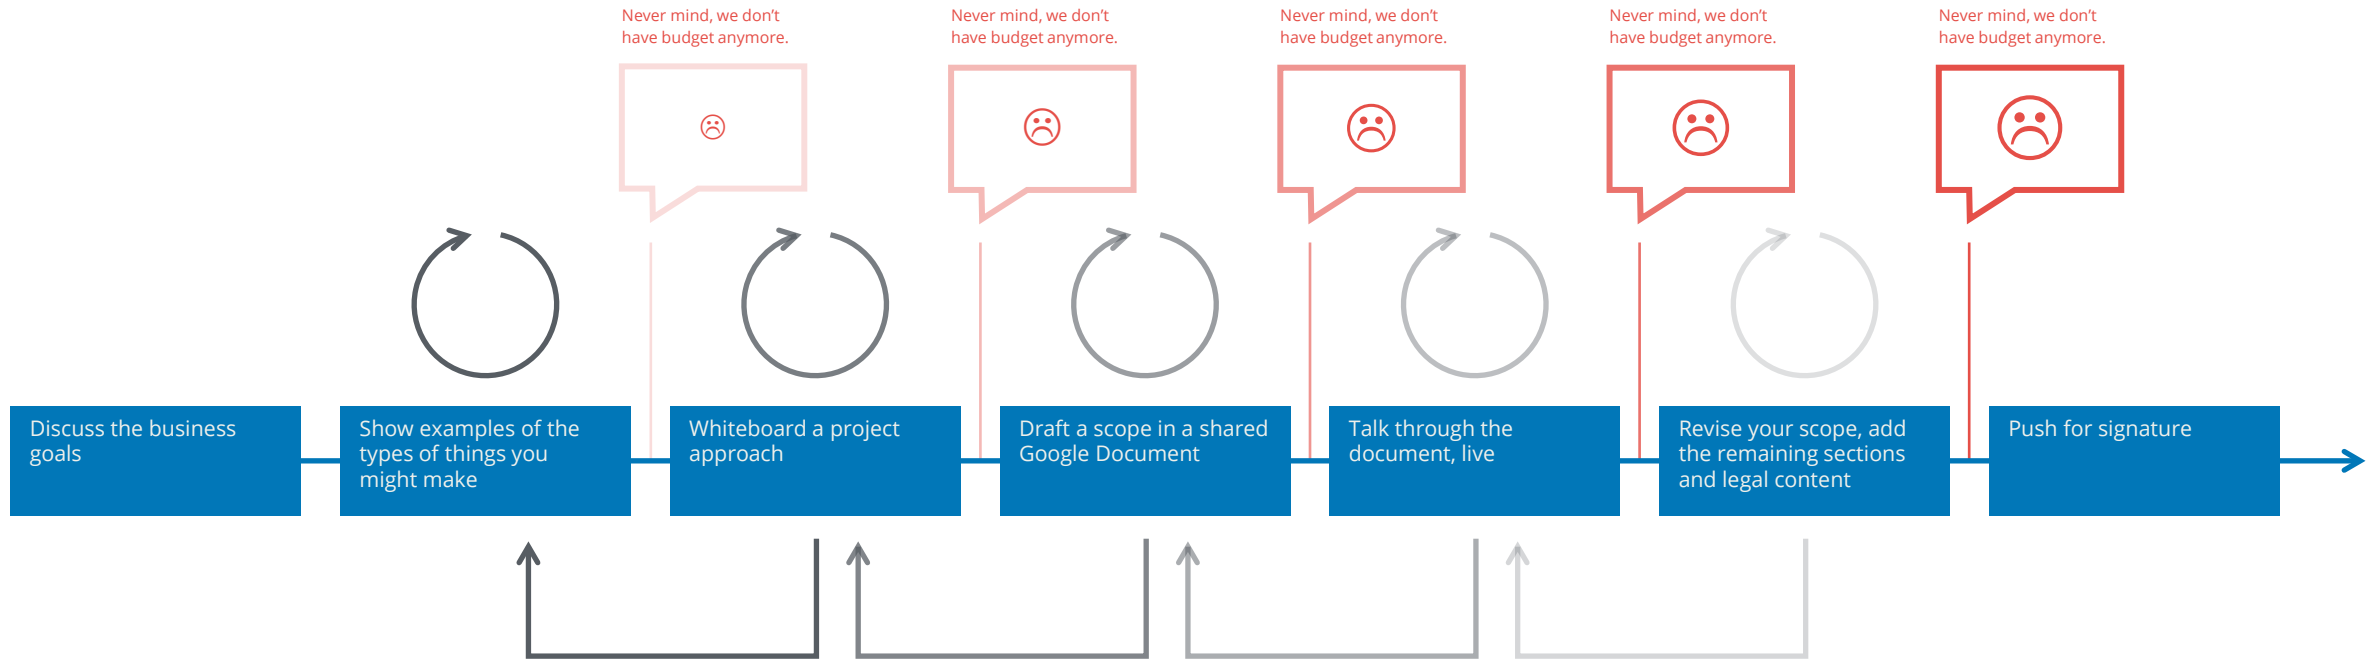 Never mind, we don't
have budget anymore.
Never mind, we don't
have budget anymore.
Never mind, we don't
have budget anymore.
Never mind, we don't
have budget anymore.
Never mind, we don't
have budget anymore.
Discuss the business
goals
Show examples of the
types of things you
might make
Whiteboard a project
approach
Draft a scope in a shared
Google Document
Talk through the
document, live
Revise your scope, add
the remaining sections
and legal content
Push for signature